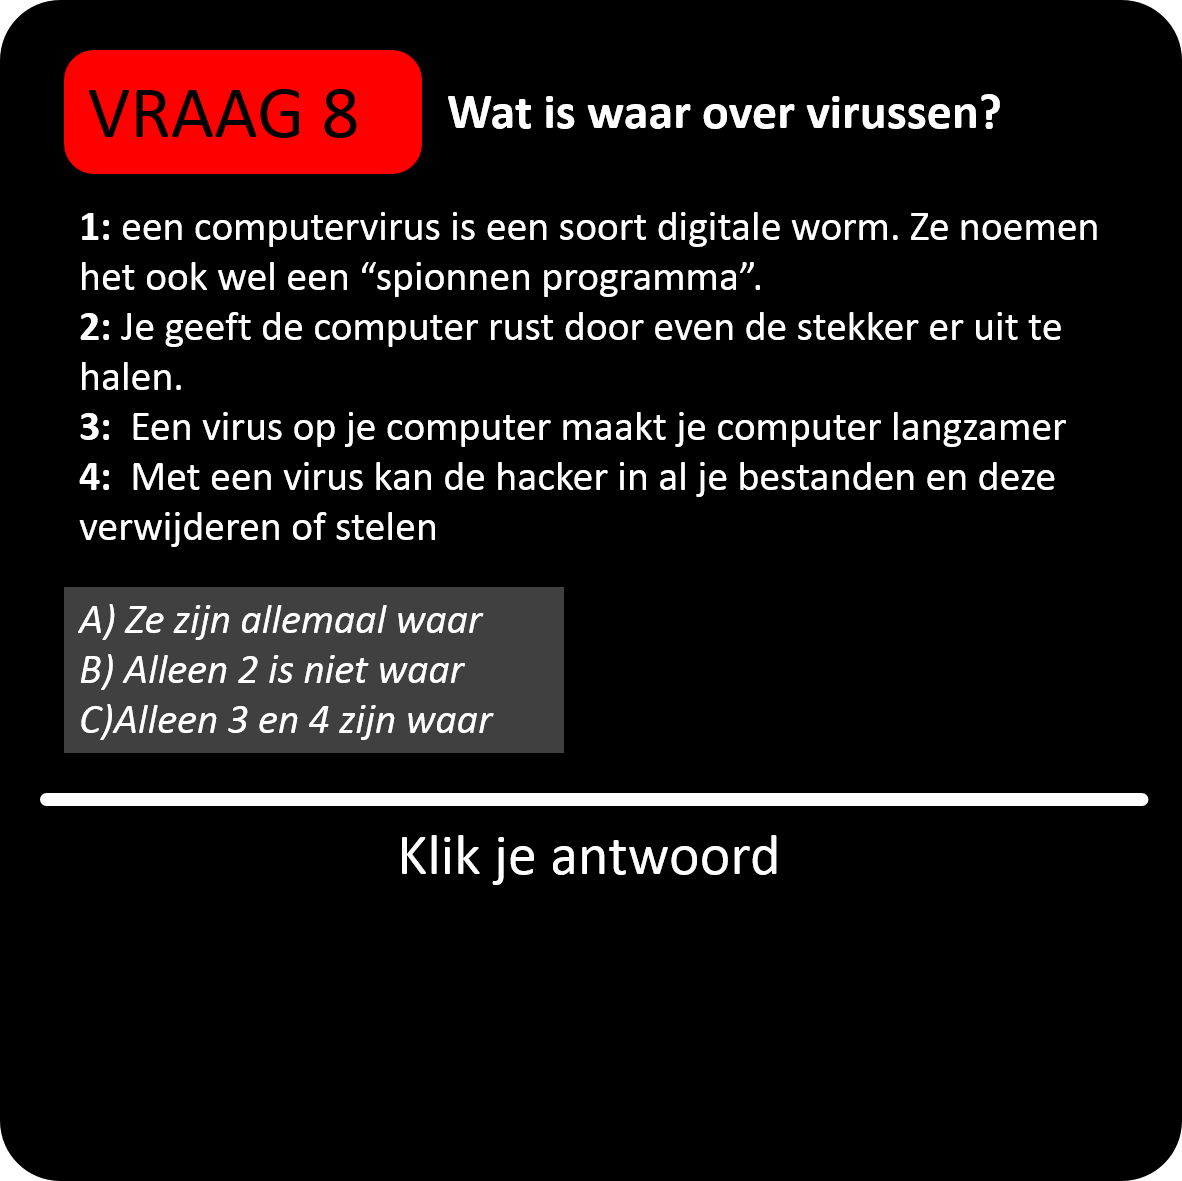 VRAAG 8
Wat is waar over virussen?
1: een computervirus is een soort digitale worm. Ze noemen
het ook wel een “spionnen programma”.
2: Je geeft de computer rust door even de stekker er uit te
halen.
3:  Een virus op je computer maakt je computer langzamer
4:  Met een virus kan de hacker in al je bestanden en deze
verwijderen of stelen
A) Ze zijn allemaal waar
B) Alleen 2 is niet waar
C)Alleen 3 en 4 zijn waar
Klik je antwoord